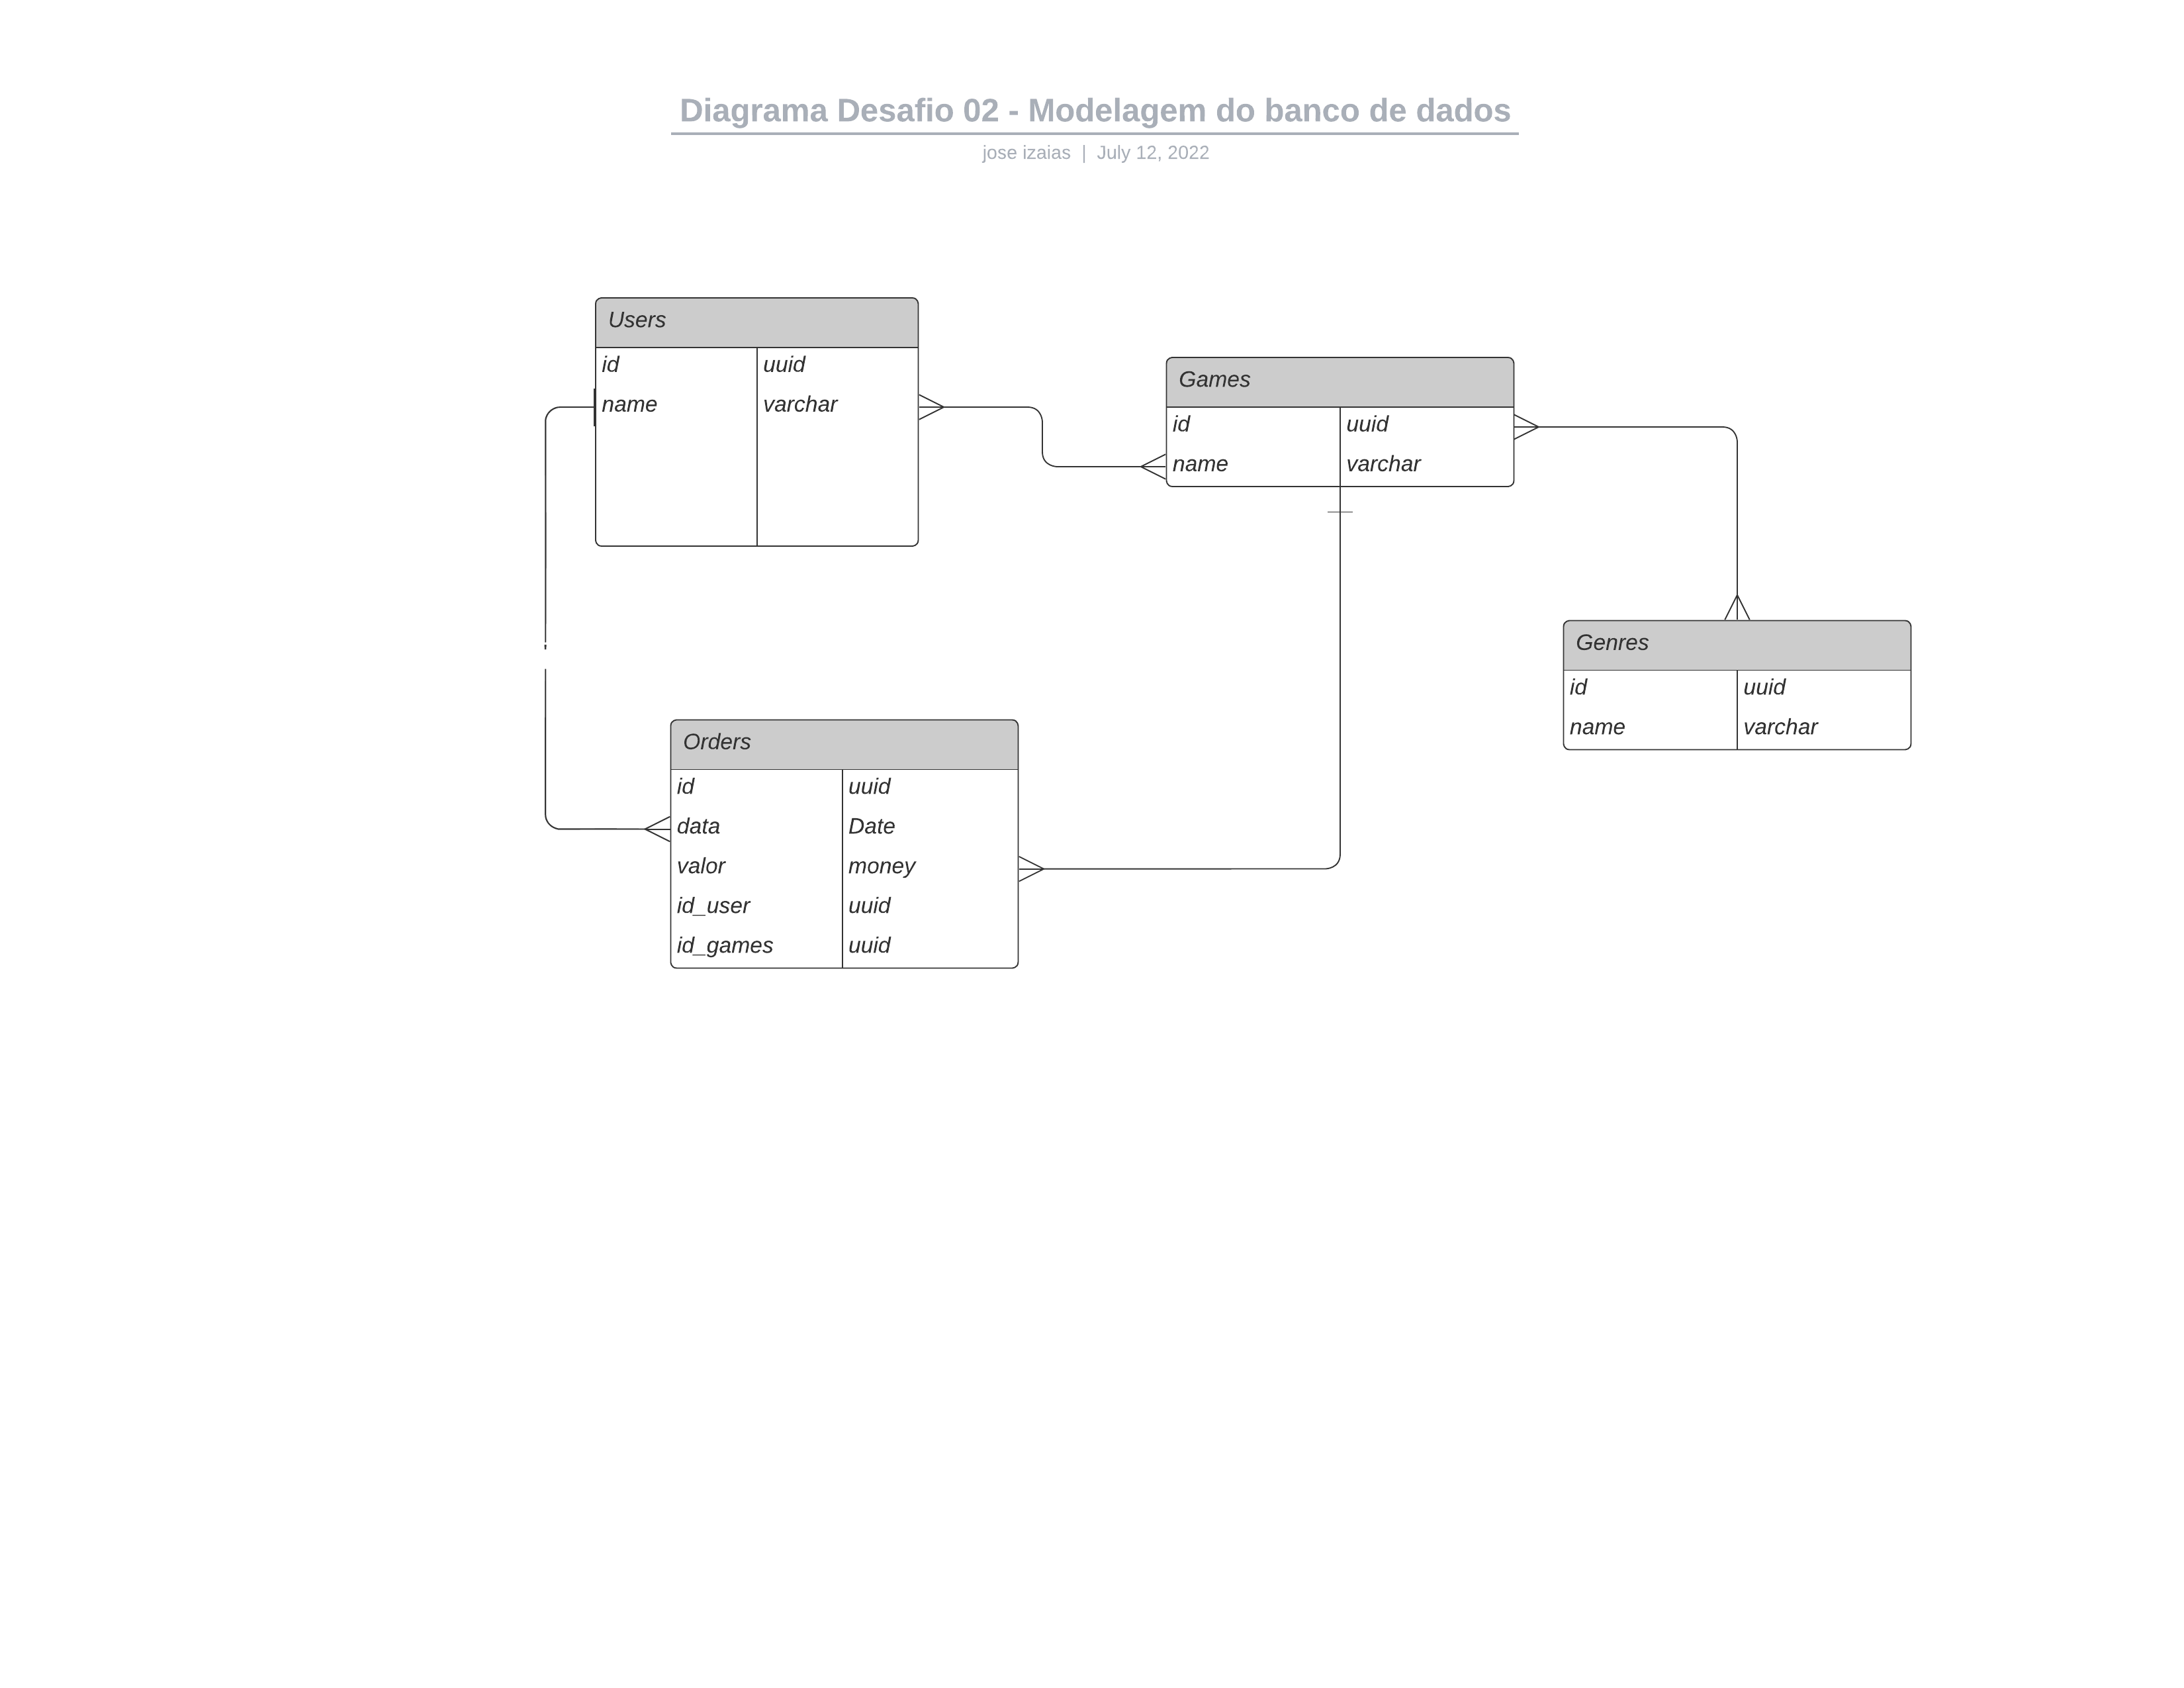 Diagrama Desafio 02 - Modelagem do banco de dados
jose izaias | July 12, 2022
Users
id uuid
name varchar
Games
id uuid
name varchar
Genres
id uuid
name varchar
Orders
id uuid
data Date
valor money
id_user uuid
id_games uuid